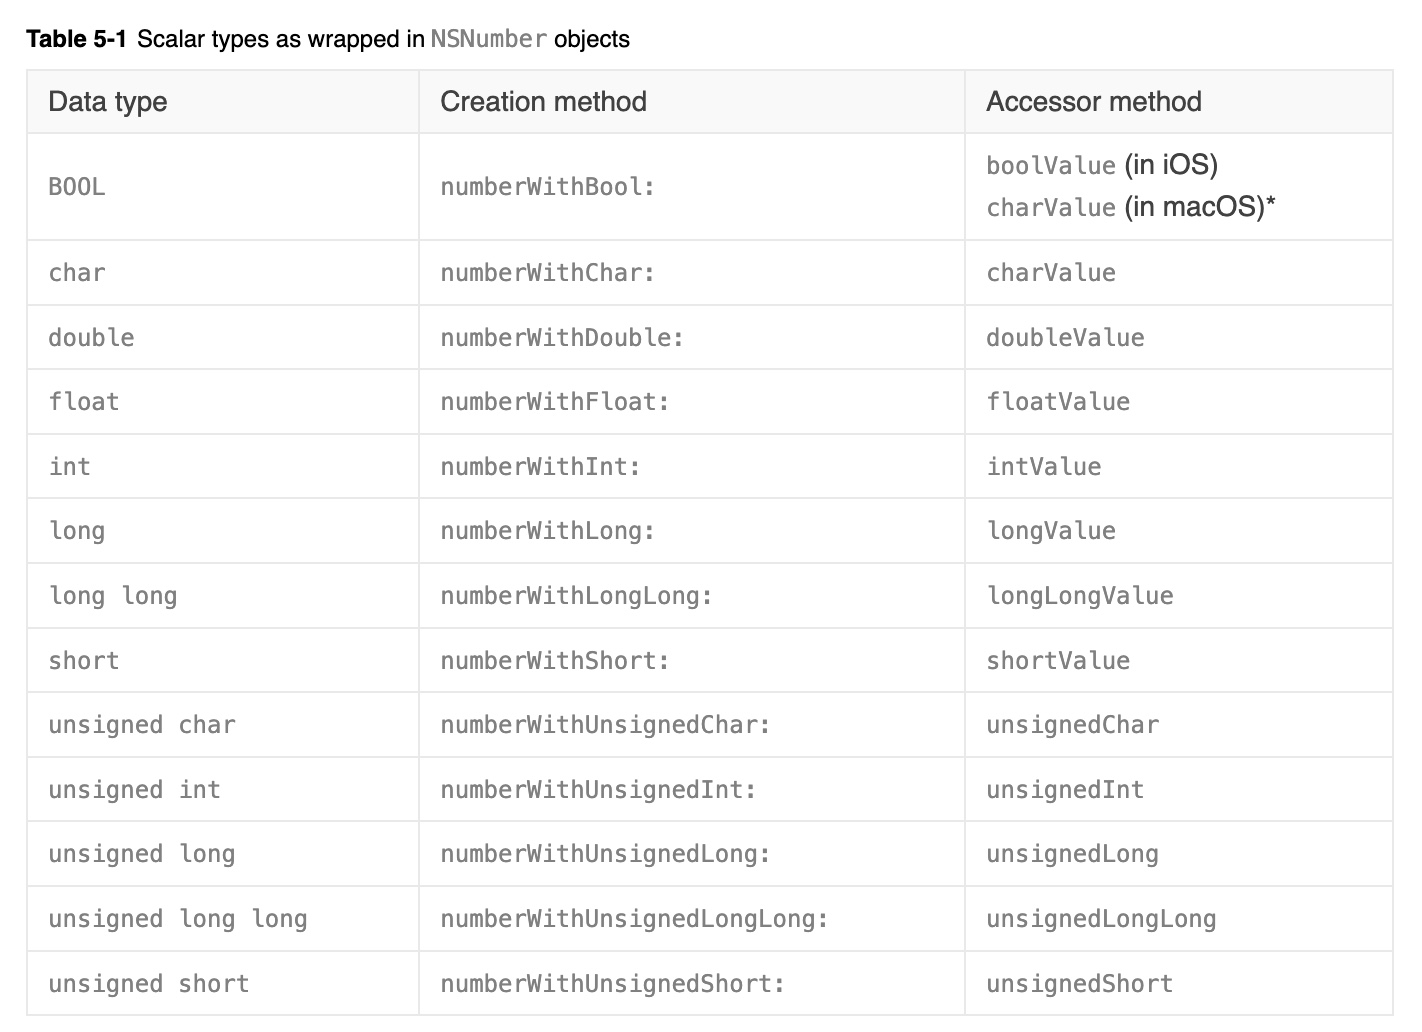 Table 5-1 Scalar types as wrapped in NSNumber objects
Data type Creation method Accessor method
BOOL numberWithBool: boolValue (in iOS)
charValue (in macOS)*
char numberWithChar: charValue
double numberWithDouble: doubleValue
float numberWithFloat: floatValue
int numberWithInt: intValue
long numberWithLong: longValue
long long numberWithLongLong: longLongValue
short numberWithShort: shortValue
unsigned char numberWithUnsignedChar: unsignedChar
unsigned int numberWithUnsignedInt: unsignedInt
unsigned long numberWithUnsignedLong: unsignedLong
unsigned long long numberWithUnsignedLongLong: unsignedLongLong
unsigned short numberWithUnsignedShort: unsignedShort